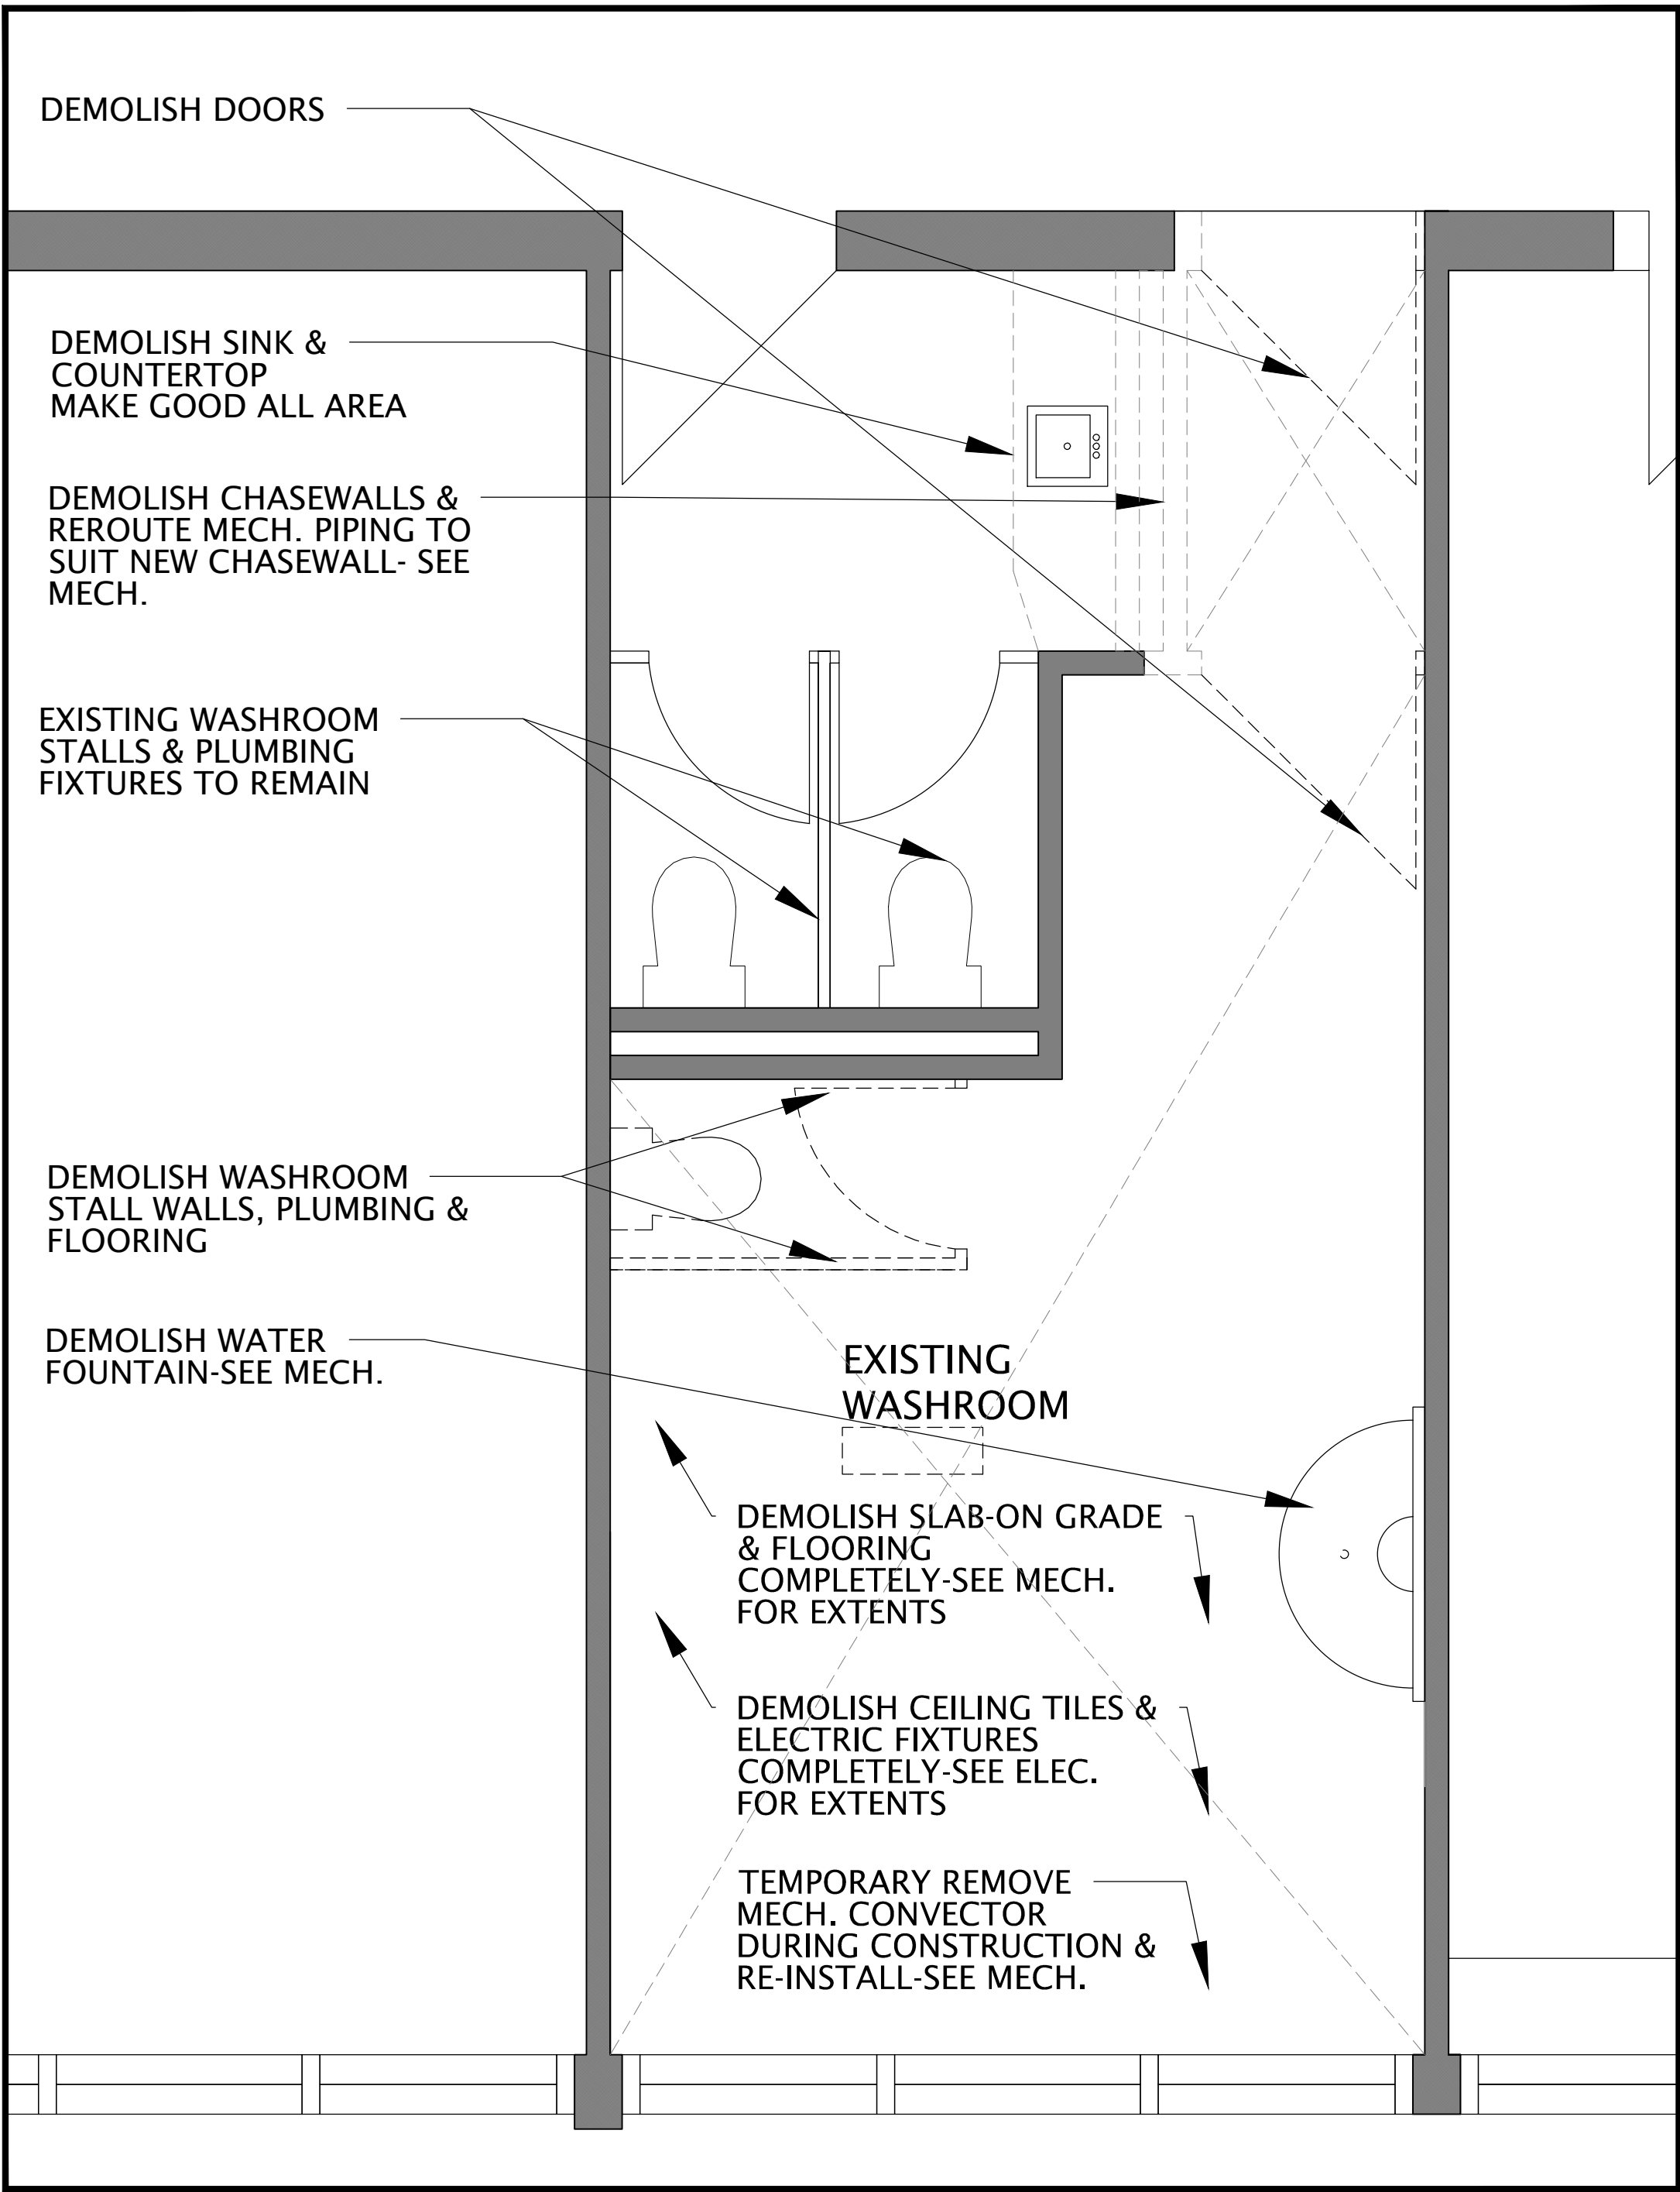 DEMOLISH DOORS
DEMOLISH SINK &
COUNTERTOP
MAKE GOOD ALL AREA
DEMOLISH CHASEWALLS &
REROUTE MECH. PIPING TO
SUIT NEW CHASEWALL- SEE
MECH.
EXISTING WASHROOM
STALLS & PLUMBING
FIXTURES TO REMAIN
DEMOLISH WASHROOM
STALL WALLS, PLUMBING &
FLOORING
DEMOLISH WATER
FOUNTAIN-SEE MECH.
EXISTING
WASHROOM
DEMOLISH SLAB-ON GRADE
& FLOORING
COMPLETELY-SEE MECH.
FOR EXTENTS
DEMOLISH CEILING TILES &
ELECTRIC FIXTURES
COMPLETELY-SEE ELEC.
FOR EXTENTS
TEMPORARY REMOVE
MECH. CONVECTOR
DURING CONSTRUCTION &
RE-INSTALL-SEE MECH.